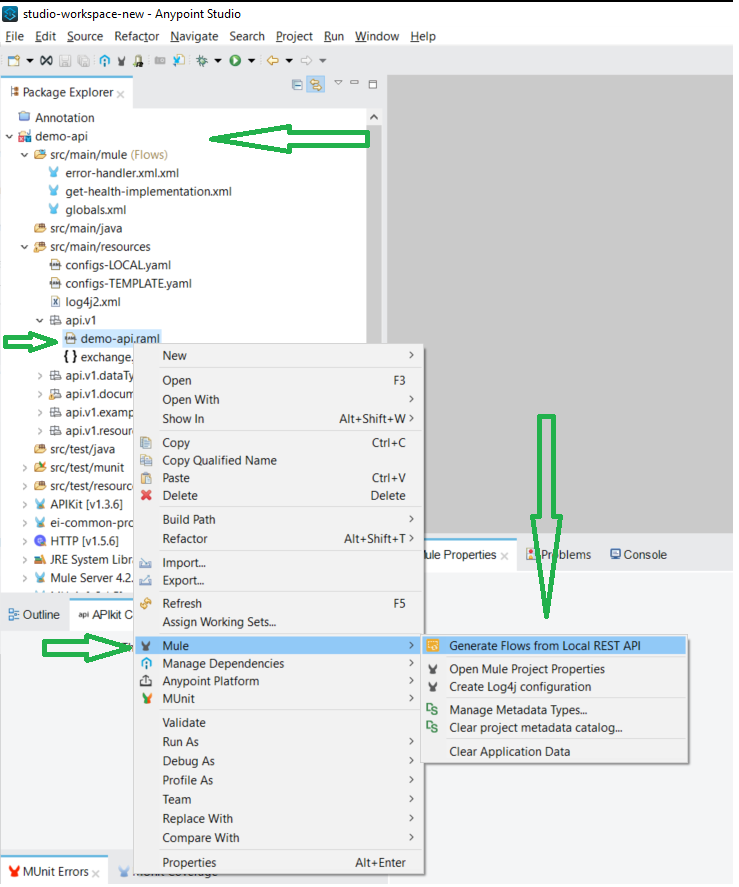 studio-workspace-new - Anypoint Studio
File Edit Source Refactor Navigate Search Project Run Window Help
Package Explorer
Annotation
demo-api
src/main/mule (Flows)
error-handler.xml.xml
get-health-implementation.xml
globals.xml
src/main/java
src/main/resources
configs-LOCAL.yaml
configs-TEMPLATE.yaml
log4j2.xml
api.v1
demo-api.raml
{ } exchange.
api.v1.dataTy
api.v1.docum
api.v1.examp
api.v1.resour
src/test/java
src/test/munit
src/test/resourc
APIKit [v1.3.6]
ei-common-pro
HTTP [v1.5.6]
JRE System Libra
Mule Server 4.2.
Outline
api APIkit C
New
Open F3
Open With
Show In Alt+Shift+W
Copy Ctrl+C
Copy Qualified Name
Paste Ctrl+V
Delete Delete
Build Path
Refactor Alt+Shift+T
Import...
Export...
Refresh F5
Assign Working Sets...
Mule
Manage Dependencies
Anypoint Platform
MUnit
Validate
Run As
Debug As
Profile As
Team
Replace With
Compare With
Properties Alt+Enter
Mule Properties
Problems
Console
Generate Flows from Local REST API
Open Mule Project Properties
Create Log4j configuration
Manage Metadata Types...
Clear project metadata catalog...
Clear Application Data
MUnit Errors
MUnit Coverage